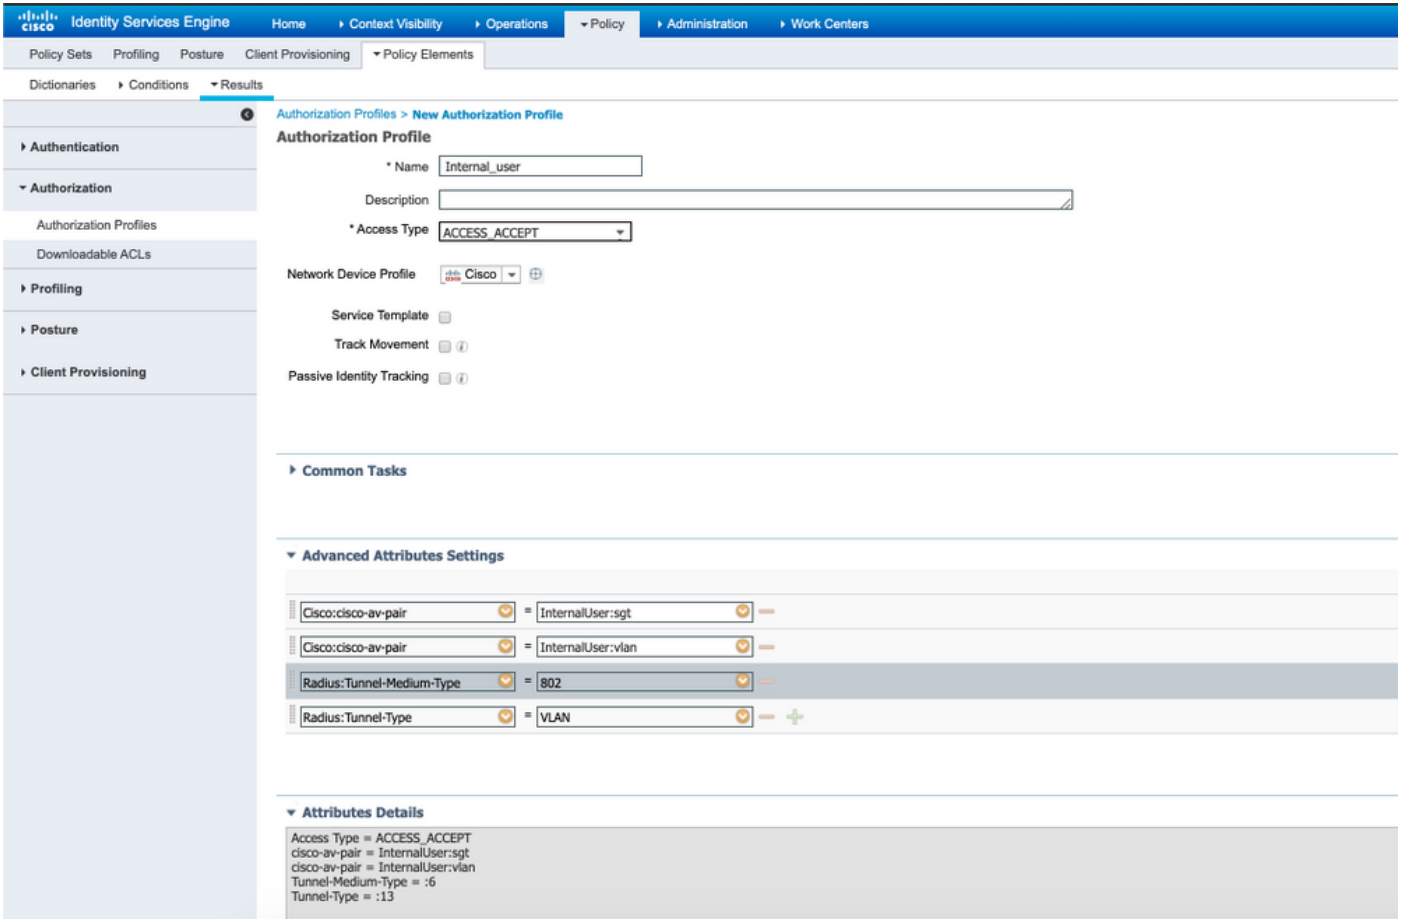 cisco Identity Services Engine Home Context Visibility Operations Policy Administration Work Centers
Policy Sets Profiling Posture Client Provisioning Policy Elements
Dictionaries Conditions Results
Authentication
Authorization
Authorization Profiles
Downloadable ACLs
Profiling
Posture
Client Provisioning
Authorization Profiles > New Authorization Profile
Authorization Profile
* Name Internal_user
Description
* Access Type ACCESS_ACCEPT
Network Device Profile Cisco
Service Template
Track Movement
Passive Identity Tracking
Common Tasks
Advanced Attributes Settings
Cisco:cisco-av-pair = InternalUser:sgt
Cisco:cisco-av-pair = InternalUser:vlan
Radius:Tunnel-Medium-Type = 802
Radius:Tunnel-Type = VLAN
Attributes Details
Access Type = ACCESS_ACCEPT
cisco-av-pair = InternalUser:sgt
cisco-av-pair = InternalUser:vlan
Tunnel-Medium-Type = :6
Tunnel-Type = :13